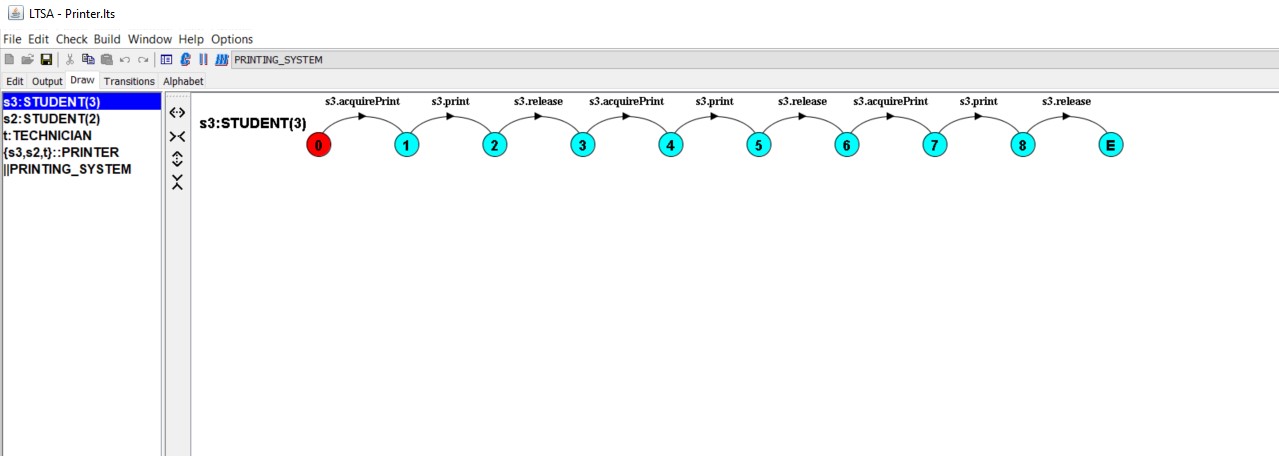 LTSA - Printer.lts
File Edit Check Build Window Help Options
PRINTING_SYSTEM
Edit Output Draw Transitions Alphabet
s3:STUDENT(3)
s2:STUDENT(2)
t:TECHNICIAN
{s3,s2,t}::PRINTER
||PRINTING_SYSTEM
s3.acquirePrint s3.print s3.release s3.acquirePrint s3.print s3.release s3.acquirePrint s3.print s3.release
s3:STUDENT(3)
0 1 2 3 4 5 6 7 8 E